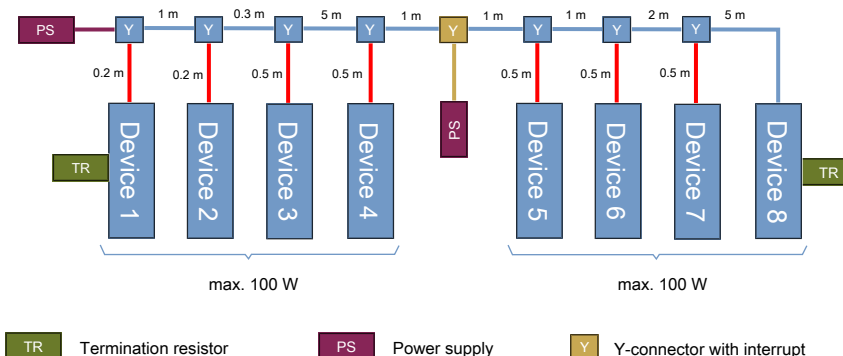 1 m 0.3 m 5 m 1 m 1 m 1 m 2 m 5 m
PS Y Y Y Y Y Y Y Y
0.2 m 0.2 m 0.5 m 0.5 m 0.5 m 0.5 m 0.5 m
PS
Device 1
Device 2
Device 3
Device 4
Device 5
Device 6
Device 7
Device 8
TR
TR
max. 100 W max. 100 W
TR Termination resistor PS Power supply Y Y-connector with interrupt